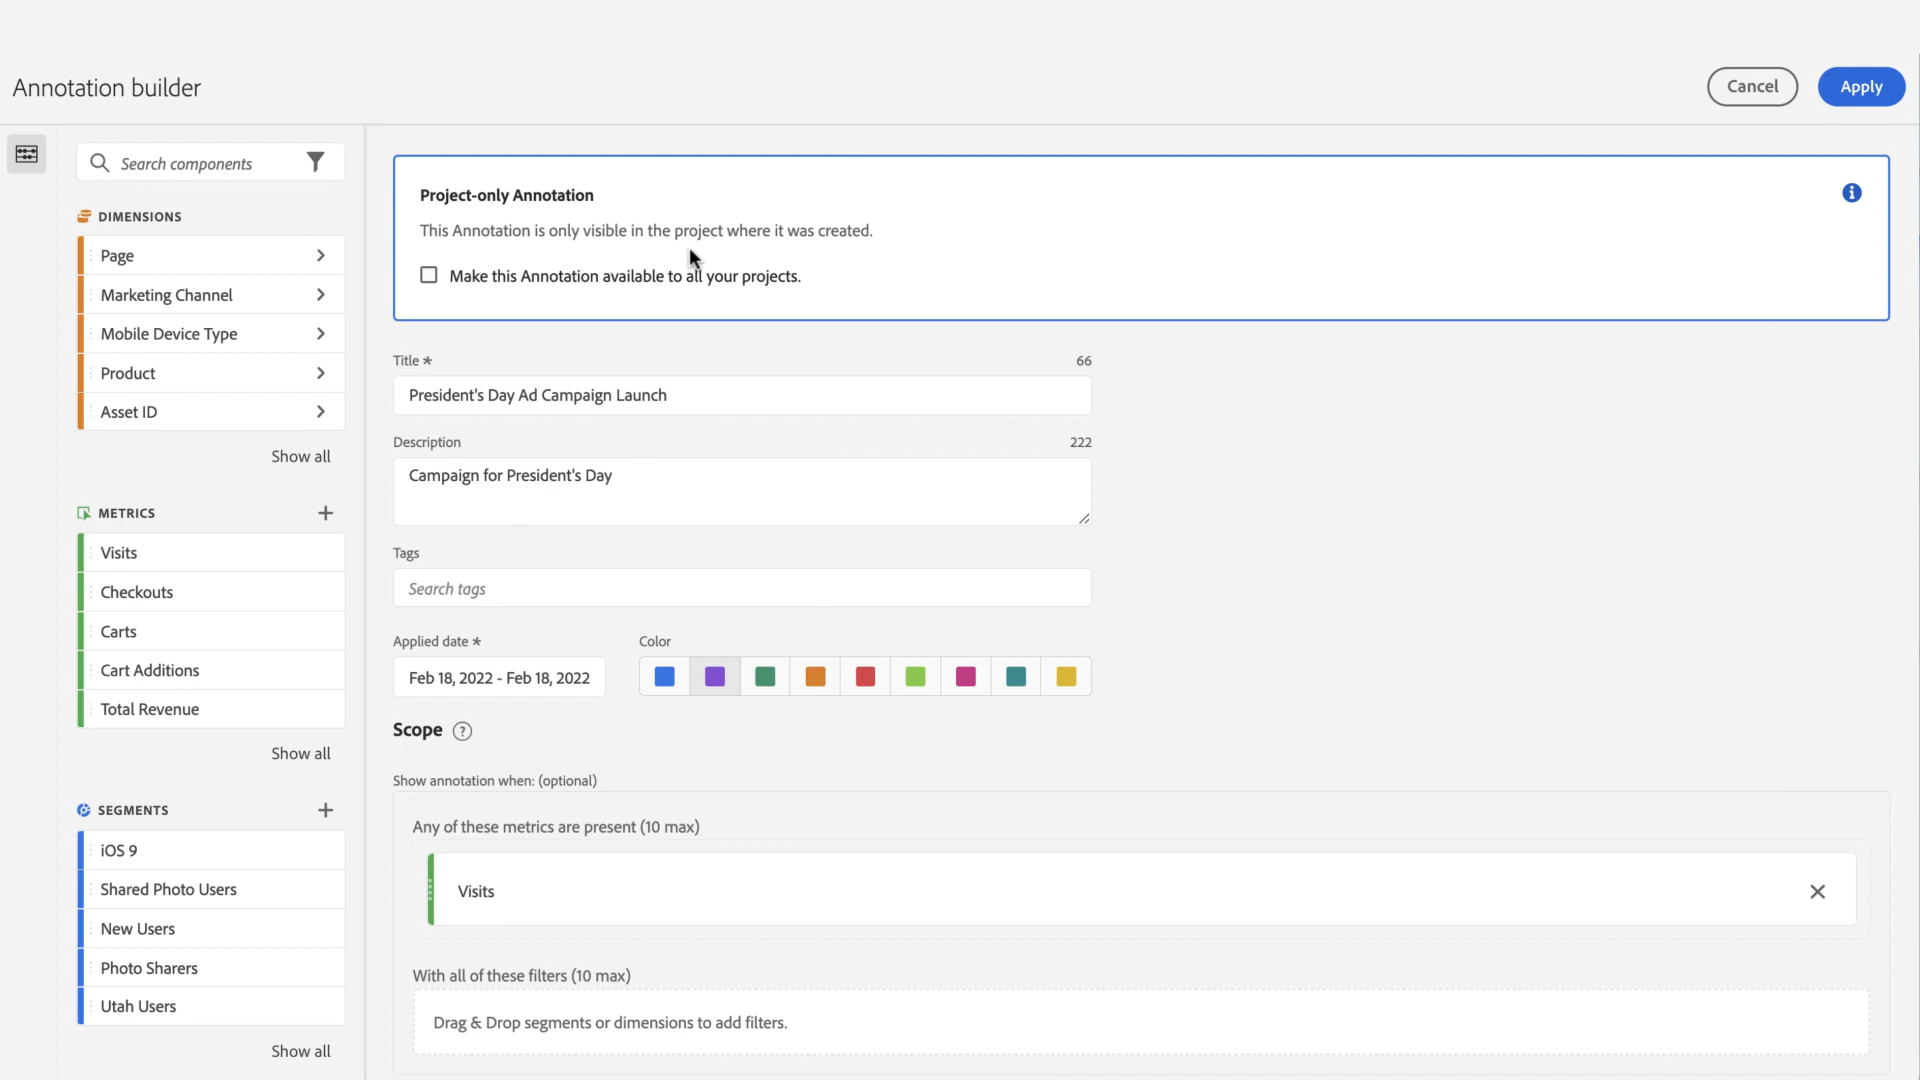 Annotation builder
Cancel
Apply
Search components
DIMENSIONS
Page
Marketing Channel
Mobile Device Type
Product
Asset ID
Show all
METRICS
Visits
Checkouts
Carts
Cart Additions
Total Revenue
Show all
SEGMENTS
iOS 9
Shared Photo Users
New Users
Photo Sharers
Utah Users
Show all
Project-only Annotation
This Annotation is only visible in the project where it was created.
Make this Annotation available to all your projects.
Title *
66
President's Day Ad Campaign Launch
Description
222
Campaign for President's Day
Tags
Search tags
Applied date *
Color
Feb 18, 2022 - Feb 18, 2022
Scope ?
Show annotation when: (optional)
Any of these metrics are present (10 max)
Visits
With all of these filters (10 max)
Drag & Drop segments or dimensions to add filters.